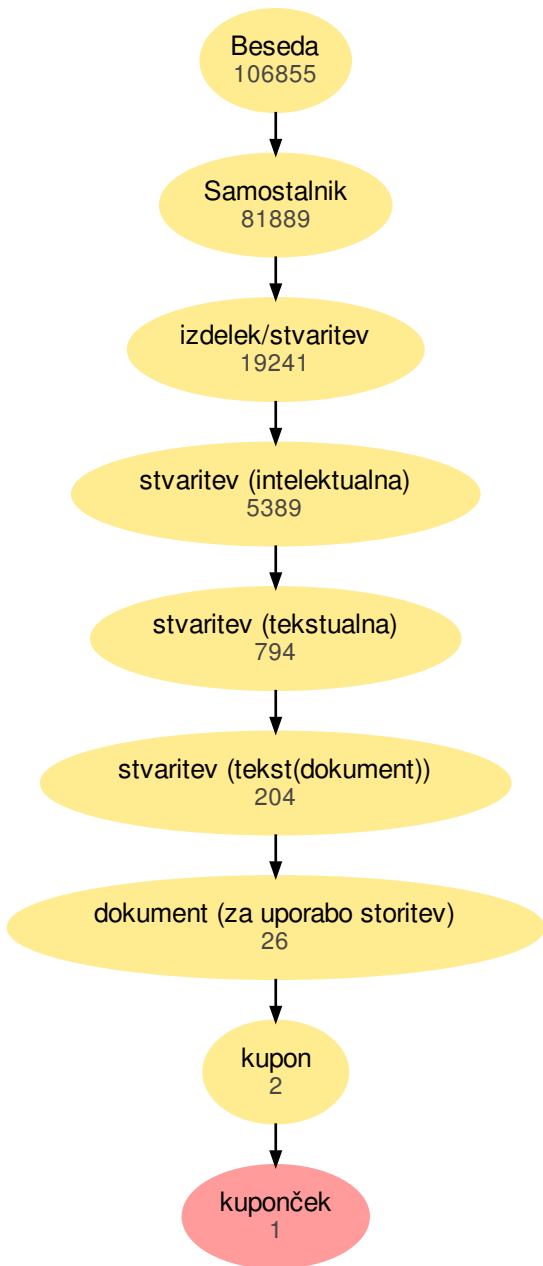 Beseda
106855
Samostalnik
81889
izdelek/stvaritev
19241
stvaritev (intelektualna)
5389
stvaritev (tekstualna)
794
stvaritev (tekst(dokument))
204
dokument (za uporabo storitev)
26
kupon
2
kuponček
1